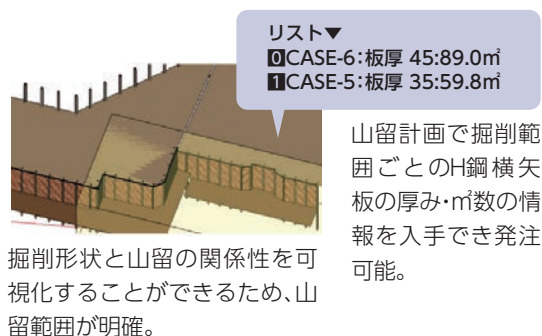 リスト▼
0CASE-6：板厚 45：89.0㎡
1CASE-5：板厚 35：59.8㎡
山留計画で掘削範
囲ごとのH鋼横矢
板の厚み・㎡数の情
報を入手でき発注
可能。
掘削形状と山留の関係性を可
視化することができるため、山
留範囲が明確。